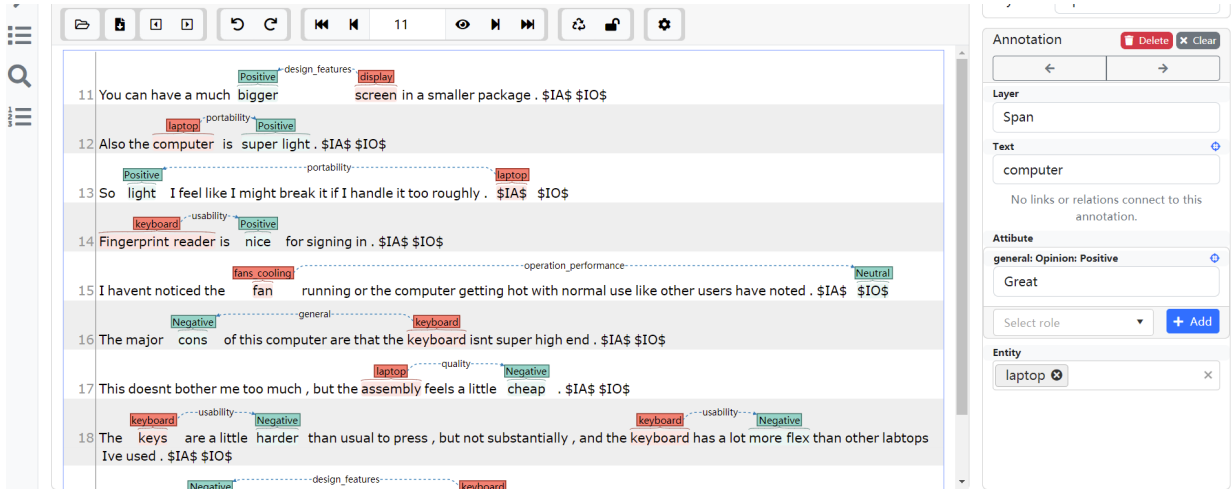 11
Annotation
Delete
Clear
Layer
Span
Text
computer
No links or relations connect to this
annotation.
Attribute
general: Opinion: Positive
Great
Select role
Add
Entity
laptop
Positive design_features display
11 You can have a much bigger screen in a smaller package . $IA$ $IO$
laptop portability Positive
12 Also the computer is super light . $IA$ $IO$
Positive portability laptop
13 So light I feel like I might break it if I handle it too roughly . $IA$ $IO$
keyboard usability Positive
14 Fingerprint reader is nice for signing in . $IA$ $IO$
fans_cooling operation_performance Neutral
15 I havent noticed the fan running or the computer getting hot with normal use like other users have noted . $IA$ $IO$
Negative general keyboard
16 The major cons of this computer are that the keyboard isnt super high end . $IA$ $IO$
laptop quality Negative
17 This doesnt bother me too much , but the assembly feels a little cheap . $IA$ $IO$
keyboard usability Negative keyboard usability Negative
18 The keys are a little harder than usual to press , but not substantially , and the keyboard has a lot more flex than other labtops
Ive used . $IA$ $IO$
Negative design_features keyboard